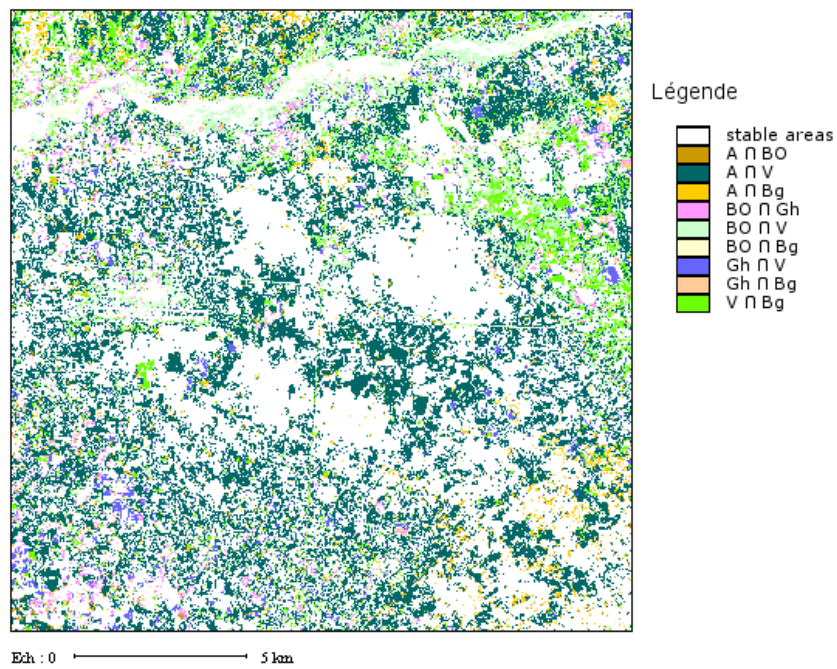 Légende
stable areas
A ∩ BO
A ∩ V
A ∩ Bg
BO ∩ Gh
BO ∩ V
BO ∩ Bg
Gh ∩ V
Gh ∩ Bg
V ∩ Bg
Ech : 0 5 km